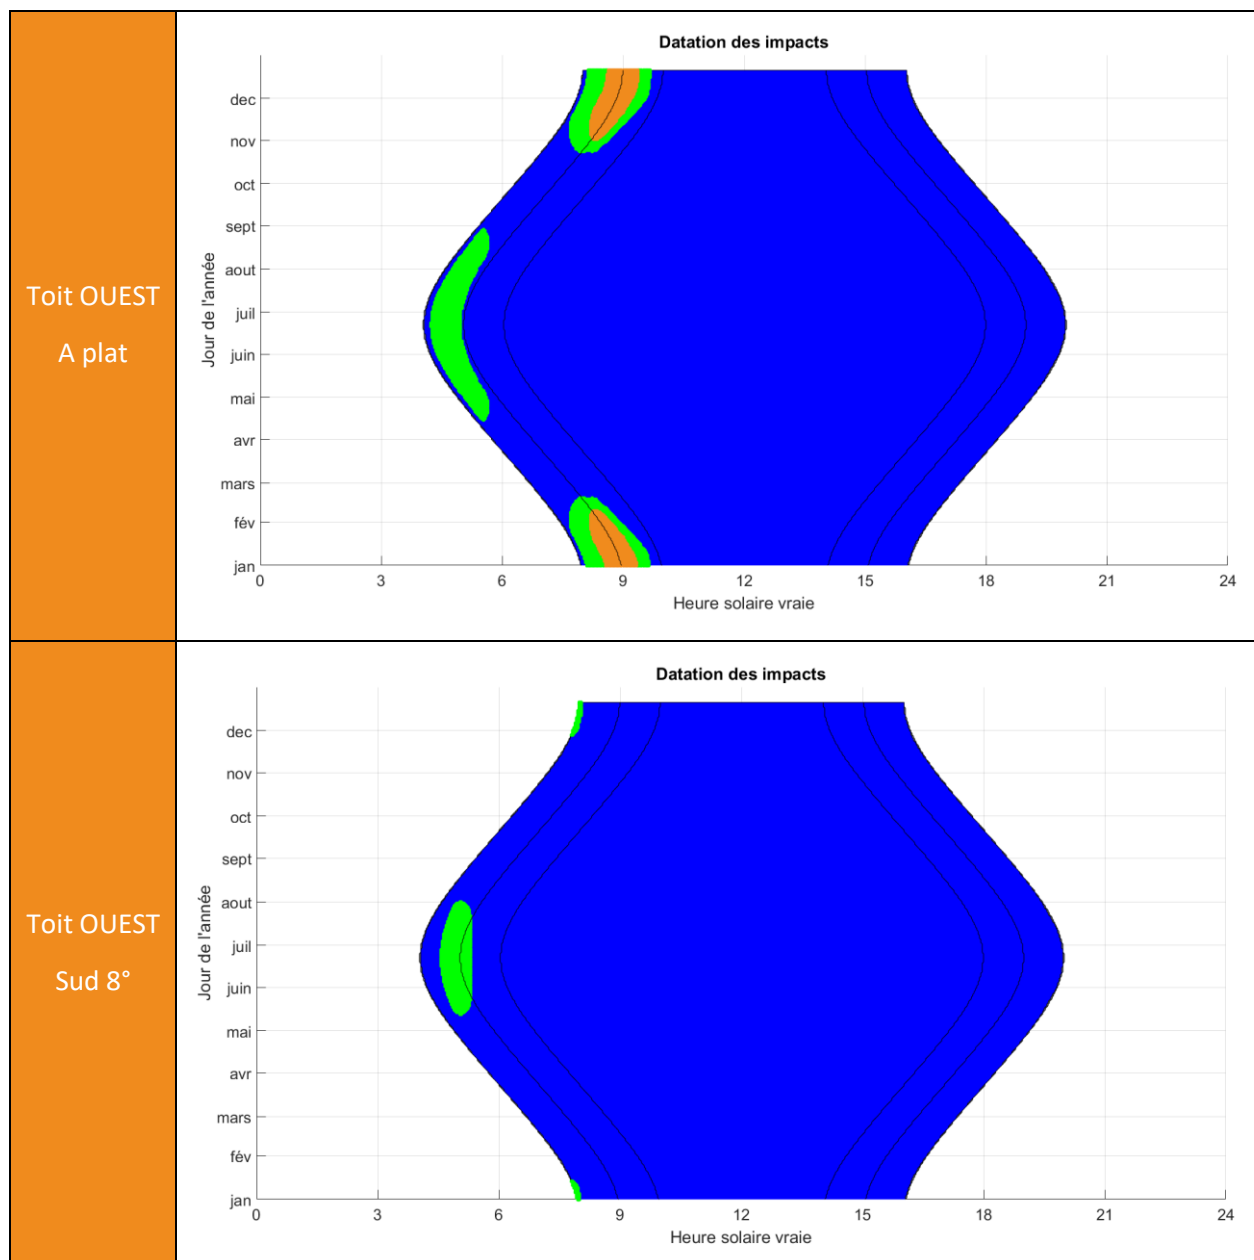 Toit OUEST
A plat
Datation des impacts
Jour de l'année
dec
nov
oct
sept
aout
juil
juin
mai
avr
mars
fév
jan
0 3 6 9 12 15 18 21 24
Heure solaire vraie
Toit OUEST
Sud 8°
Datation des impacts
Jour de l'année
dec
nov
oct
sept
aout
juil
juin
mai
avr
mars
fév
jan
0 3 6 9 12 15 18 21 24
Heure solaire vraie